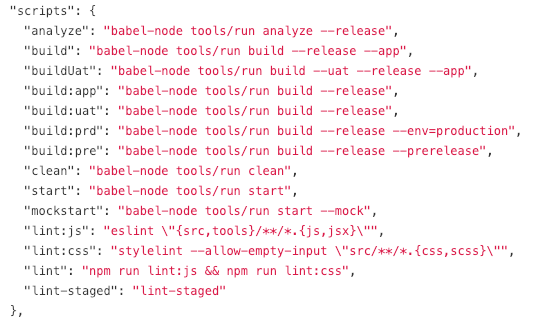 "scripts": {
"analyze": "babel-node tools/run analyze --release",
"build": "babel-node tools/run build --release --app",
"buildUat": "babel-node tools/run build --uat --release --app",
"build:app": "babel-node tools/run build --release",
"build:uat": "babel-node tools/run build --release",
"build:prd": "babel-node tools/run build --release --env=production",
"build:pre": "babel-node tools/run build --release --prerelease",
"clean": "babel-node tools/run clean",
"start": "babel-node tools/run start",
"mockstart": "babel-node tools/run start --mock",
"lint:js": "eslint \"{src,tools}/**/*.{js,jsx}\"",
"lint:css": "stylelint --allow-empty-input \"src/**/*.{css,scss}\"",
"lint": "npm run lint:js && npm run lint:css",
"lint-staged": "lint-staged"
},